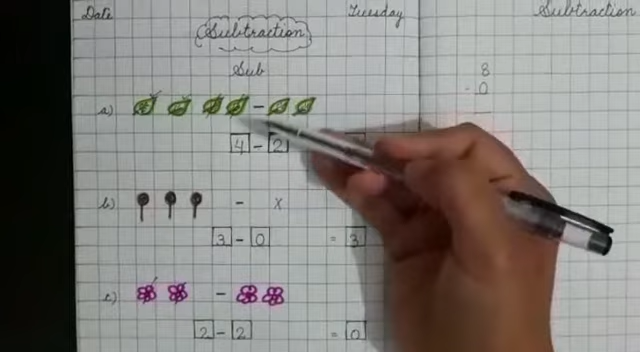 Date Tuesday Subtraction
Subtraction
Sub
8
- 0
a) -
4 - 2
b) - x
3 - 0 = 3
c) -
2 - 2 = 0